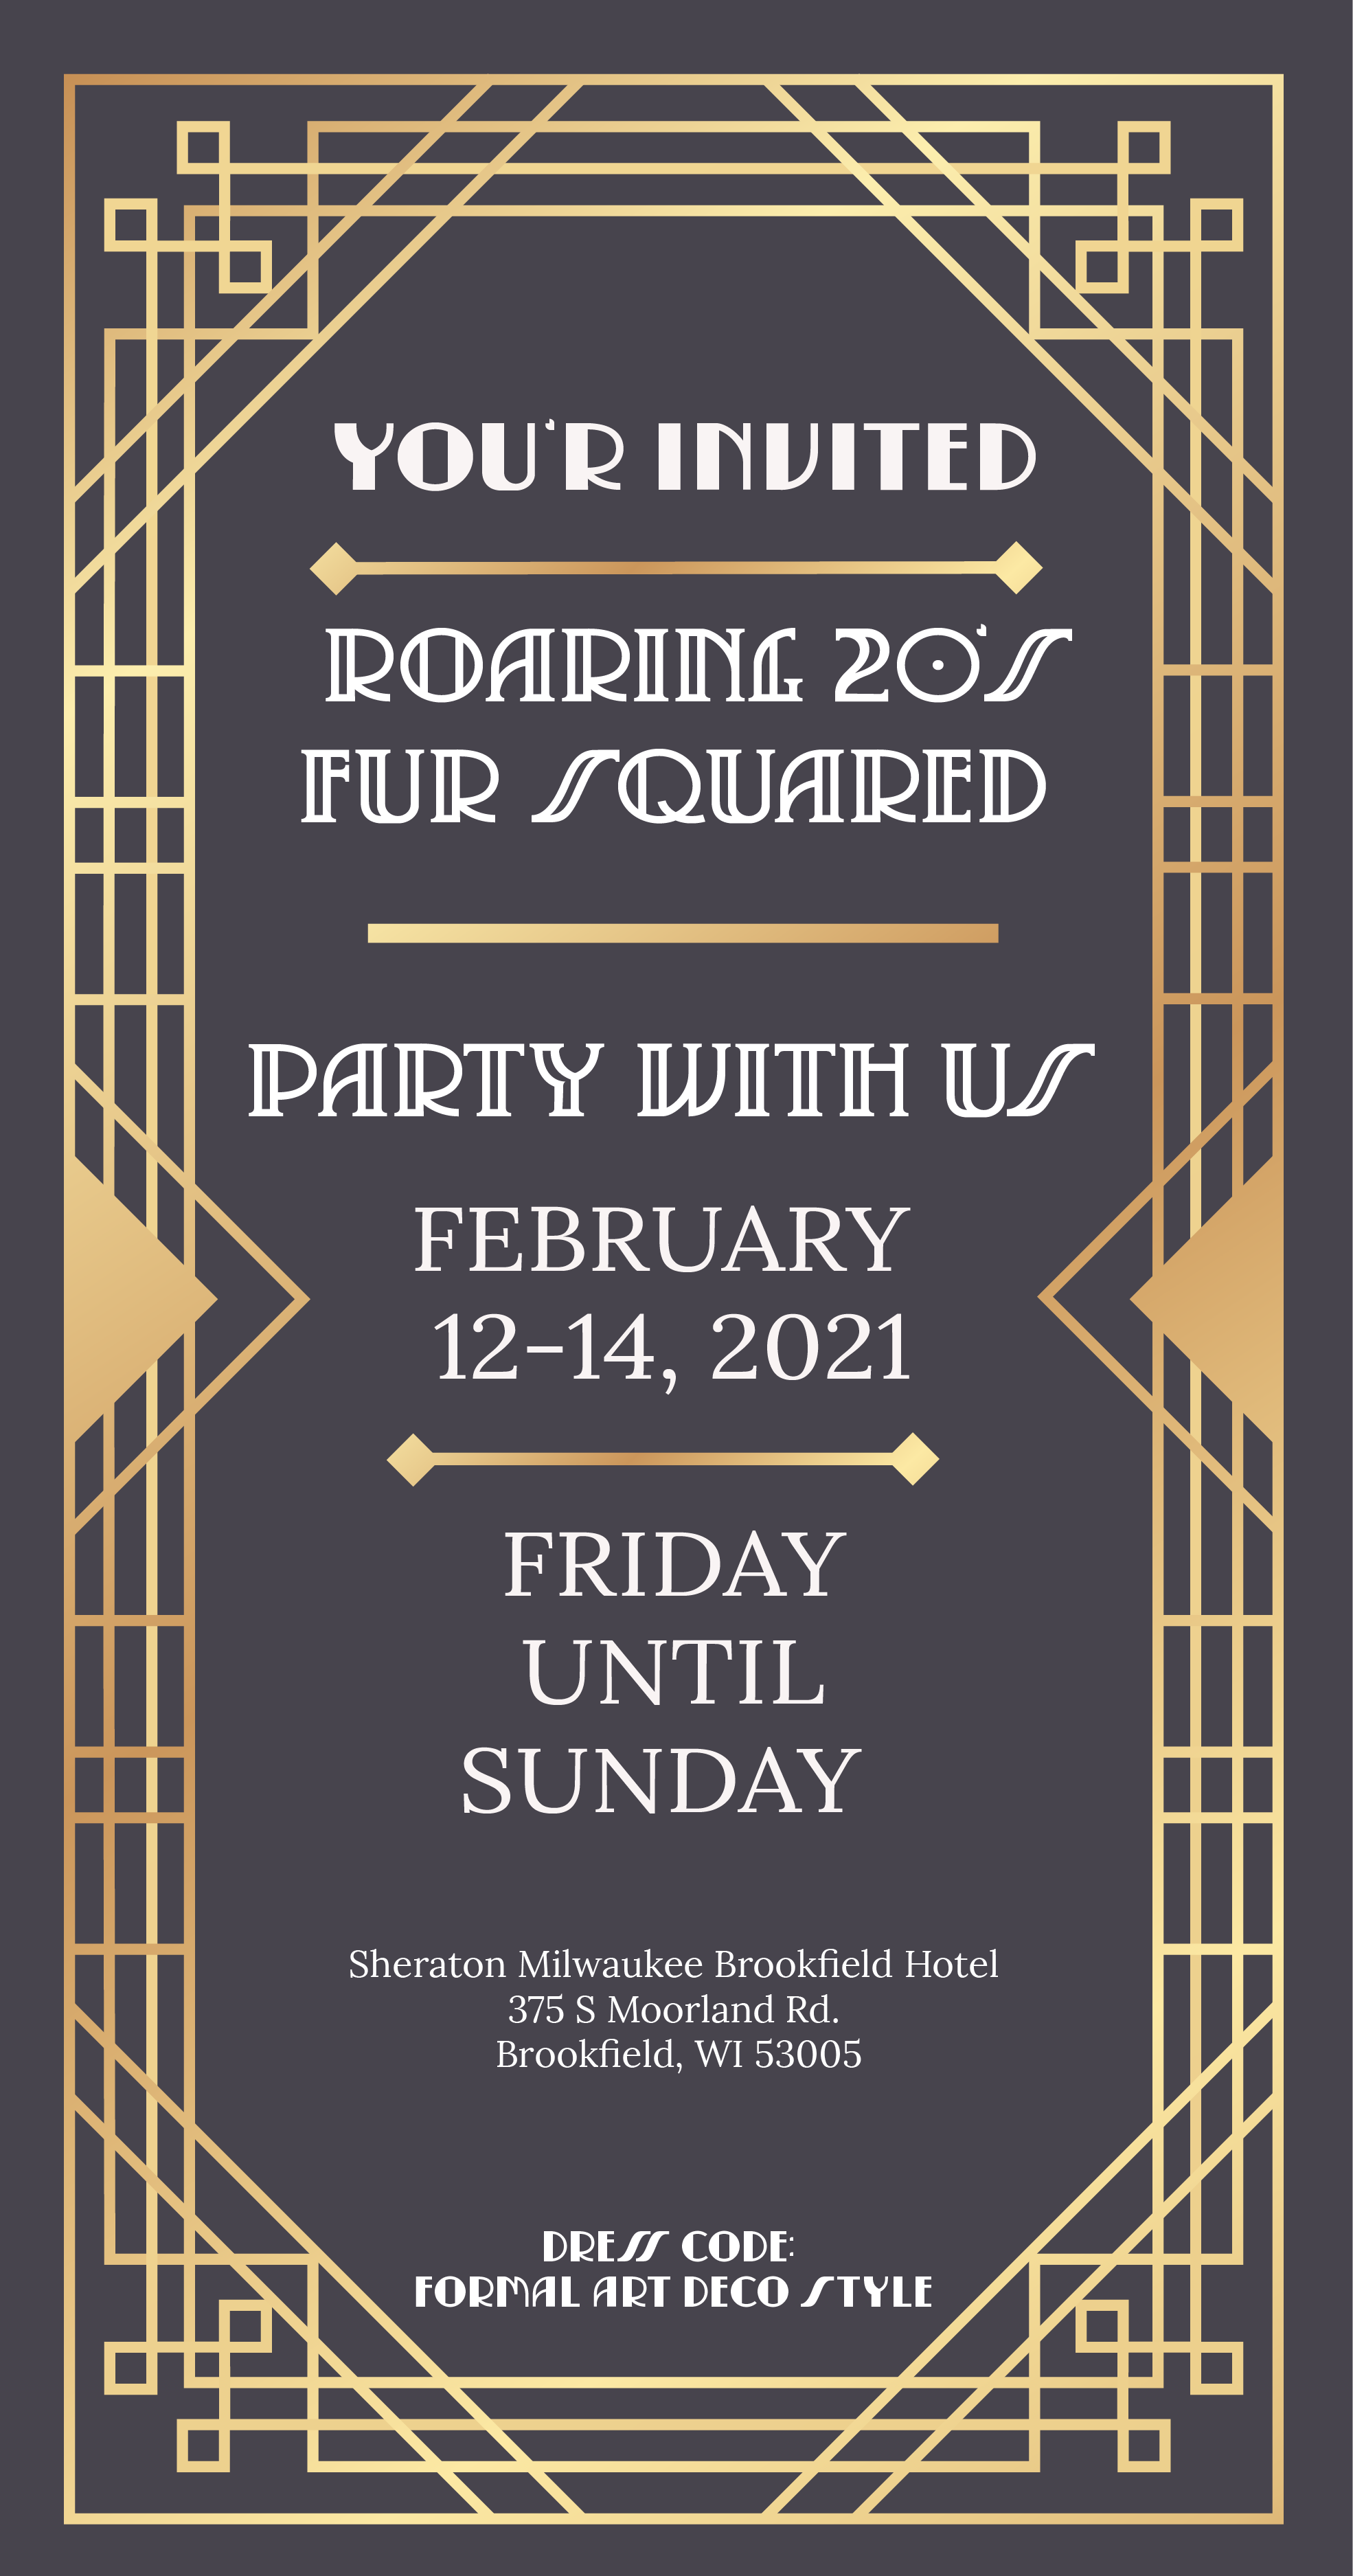 YOU'R INVITED
ROARING 20'S
FUR SQUARED
PARTY WITH US
FEBRUARY
12-14, 2021
FRIDAY
UNTIL
SUNDAY
Sheraton Milwaukee Brookfield Hotel
375 S Moorland Rd.
Brookfield, WI 53005
DRESS CODE:
FORMAL ART DECO STYLE